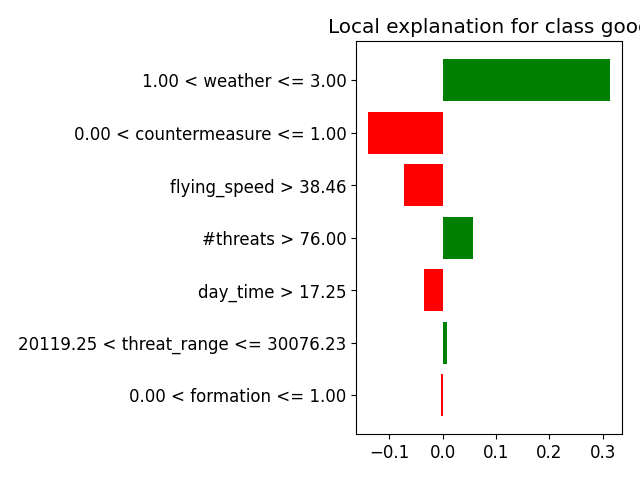 Local explanation for class goo
1.00 < weather <= 3.00
0.00 < countermeasure <= 1.00
flying_speed > 38.46
#threats > 76.00
day_time > 17.25
20119.25 < threat_range <= 30076.23
0.00 < formation <= 1.00
−0.1 0.0 0.1 0.2 0.3